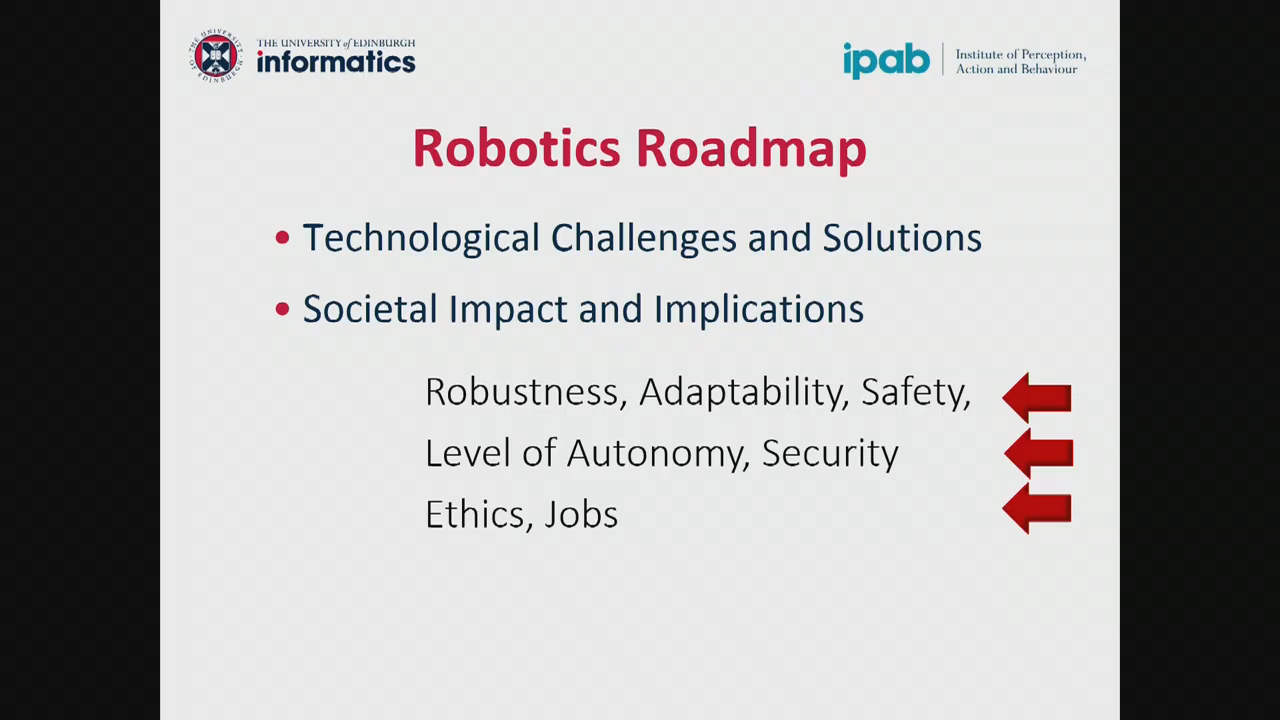 THE UNIVERSITY of EDINBURGH
informatics
ipab
Institute of Perception,
Action and Behaviour
Robotics Roadmap
• Technological Challenges and Solutions
• Societal Impact and Implications
Robustness, Adaptability, Safety,
Level of Autonomy, Security
Ethics, Jobs